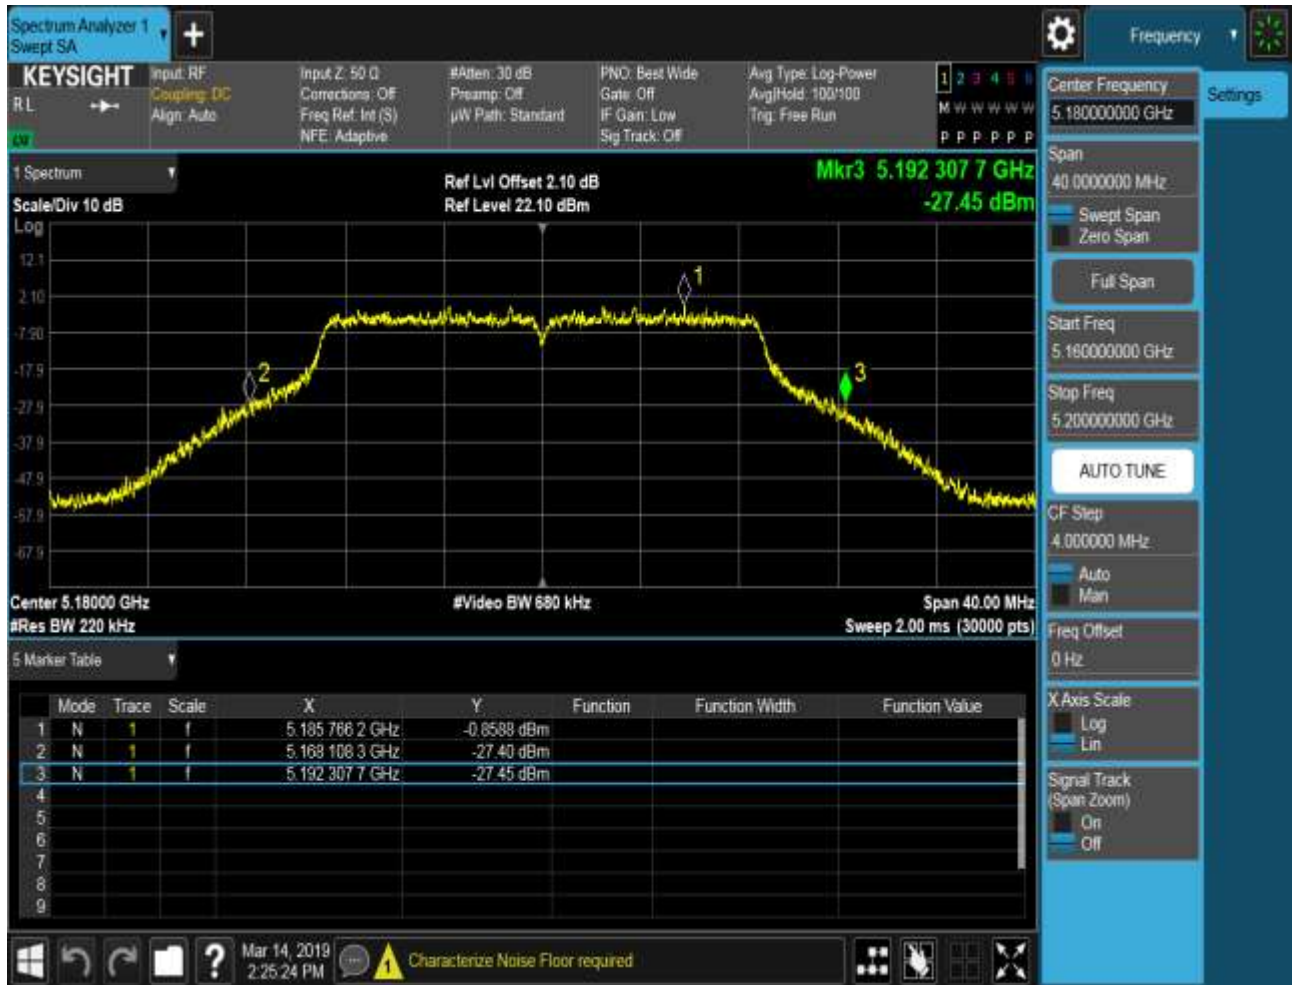 Spectrum Analyzer 1
Swept SA
+
Frequency
KEYSIGHT
R L
Input: RF
Coupling: DC
Align: Auto
Input Z: 50 Ω
Corrections: Off
Freq Ref: Int (S)
NFE: Adaptive
#Atten: 30 dB
Preamp: Off
µW Path: Standard
PNO: Best Wide
Gate: Off
IF Gain: Low
Sig Track: Off
Avg Type: Log-Power
Avg|Hold: 100/100
Trig: Free Run
1 2 3 4 5 6
M W W W W W
P P P P P P
1 Spectrum
Scale/Div 10 dB
Ref Lvl Offset 2.10 dB
Ref Level 22.10 dBm
Mkr3 5.192 307 7 GHz
-27.45 dBm
Log
12.1
2.10
-7.90
-17.9
-27.9
-37.9
-47.9
-57.9
-67.9
1
2
3
Center 5.18000 GHz
#Res BW 220 kHz
#Video BW 680 kHz
Span 40.00 MHz
Sweep 2.00 ms (30000 pts)
5 Marker Table
Mode Trace Scale X Y Function Function Width Function Value
1 N 1 f 5.185 766 2 GHz -0.8588 dBm
2 N 1 f 5.168 108 3 GHz -27.40 dBm
3 N 1 f 5.192 307 7 GHz -27.45 dBm
4
5
6
7
8
9
Mar 14, 2019
2:25:24 PM
?
1
Characterize Noise Floor required
Center Frequency
5.180000000 GHz
Settings
Span
40.0000000 MHz
Swept Span
Zero Span
Full Span
Start Freq
5.160000000 GHz
Stop Freq
5.200000000 GHz
AUTO TUNE
CF Step
4.000000 MHz
Auto
Man
Freq Offset
0 Hz
X Axis Scale
Log
Lin
Signal Track
(Span Zoom)
On
Off